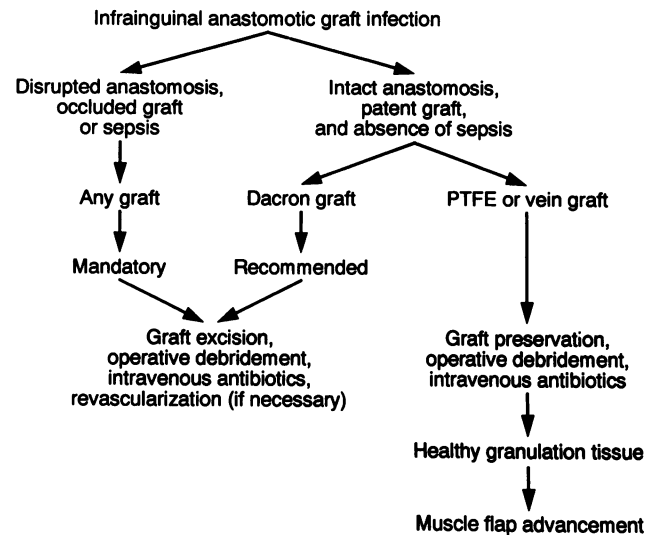 Infrainguinal anastomotic graft infection
Disrupted anastomosis,
occluded graft
or sepsis
Intact anastomosis,
patent graft,
and absence of sepsis
Any graft
Dacron graft
PTFE or vein graft
Mandatory
Recommended
Graft excision,
operative debridement,
intravenous antibiotics,
revascularization (if necessary)
Graft preservation,
operative debridement,
intravenous antibiotics
Healthy granulation tissue
Muscle flap advancement